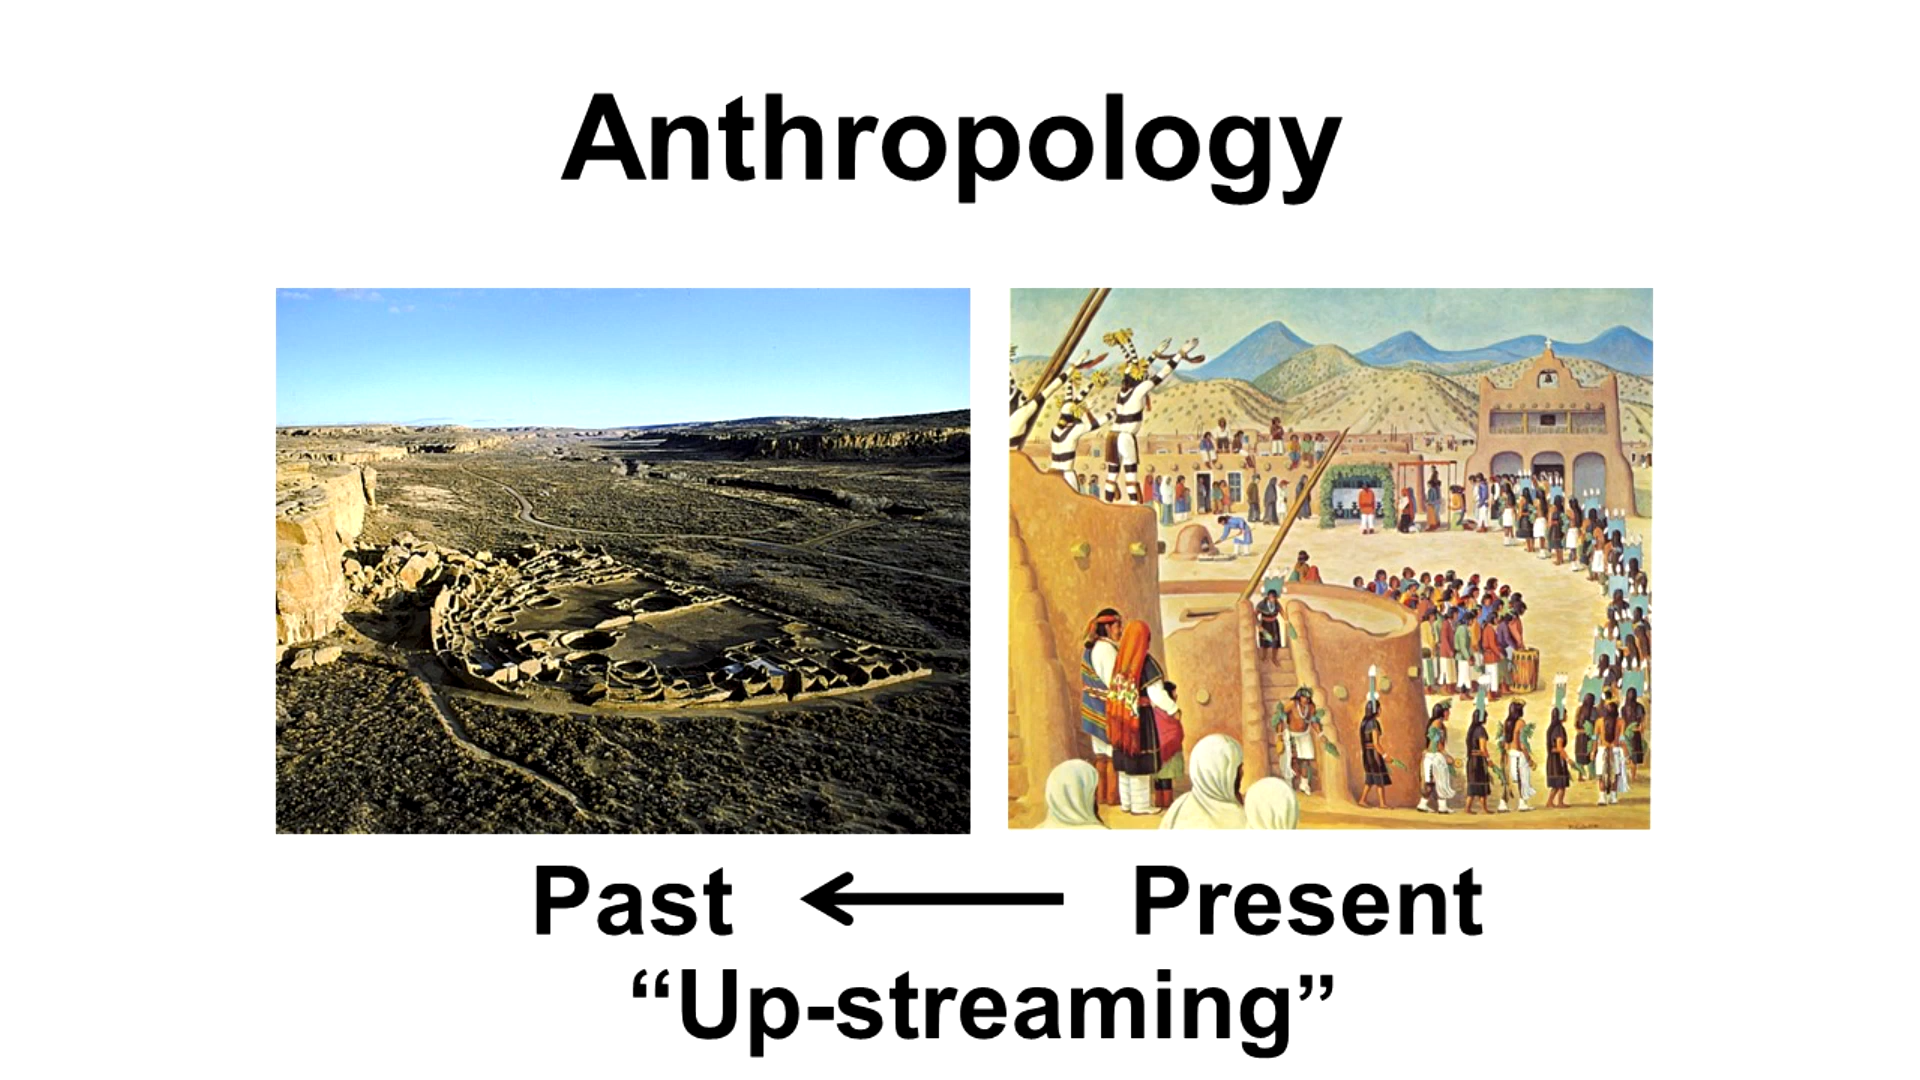 Anthropology
Past ← Present
“Up-streaming”